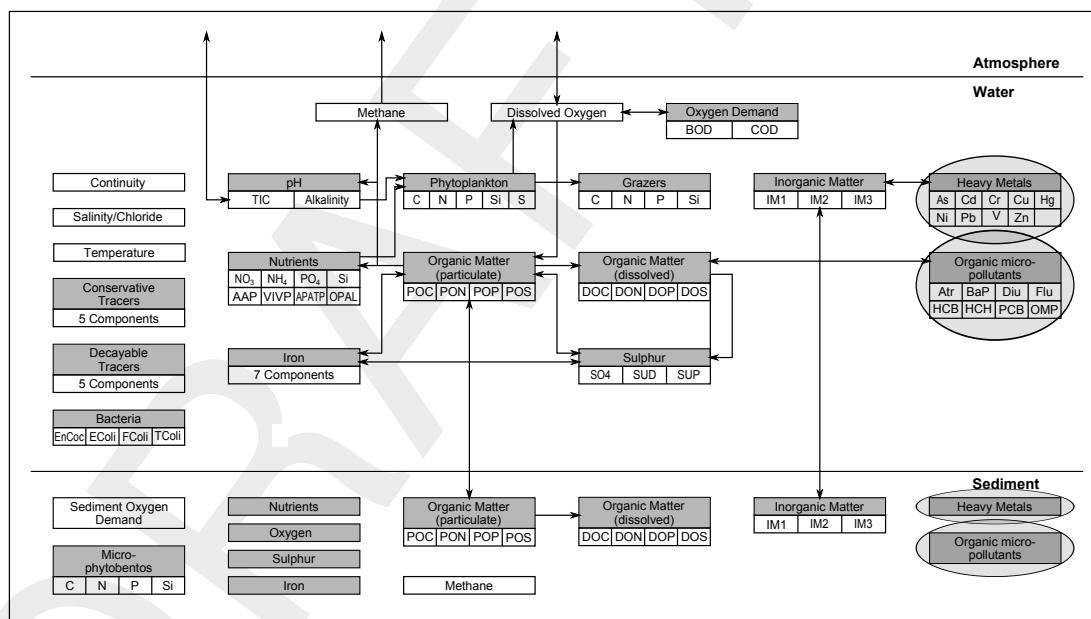 Atmosphere
Water
Methane
Dissolved Oxygen
Oxygen Demand
BOD COD
Continuity
Salinity/Chloride
Temperature
Conservative
Tracers
5 Components
Decayable
Tracers
5 Components
Bacteria
EnCoc EColi FColi TColi
pH
TIC Alkalinity
Phytoplankton
C N P Si S
Grazers
C N P Si
Inorganic Matter
IM1 IM2 IM3
Heavy Metals
As Cd Cr Cu Hg
Ni Pb V Zn
Nutrients
NO3 NH4 PO4 Si
AAP VIVP APATP OPAL
Organic Matter
(particulate)
POC PON POP POS
Organic Matter
(dissolved)
DOC DON DOP DOS
Organic micro-
pollutants
Atr BaP Diu Flu
HCB HCH PCB OMP
Iron
7 Components
Sulphur
SO4 SUD SUP
Sediment
Sediment Oxygen
Demand
Micro-
phytobentos
C N P Si
Nutrients
Oxygen
Sulphur
Iron
Organic Matter
(particulate)
POC PON POP POS
Methane
Organic Matter
(dissolved)
DOC DON DOP DOS
Inorganic Matter
IM1 IM2 IM3
Heavy Metals
Organic micro-
pollutants
DRAFT